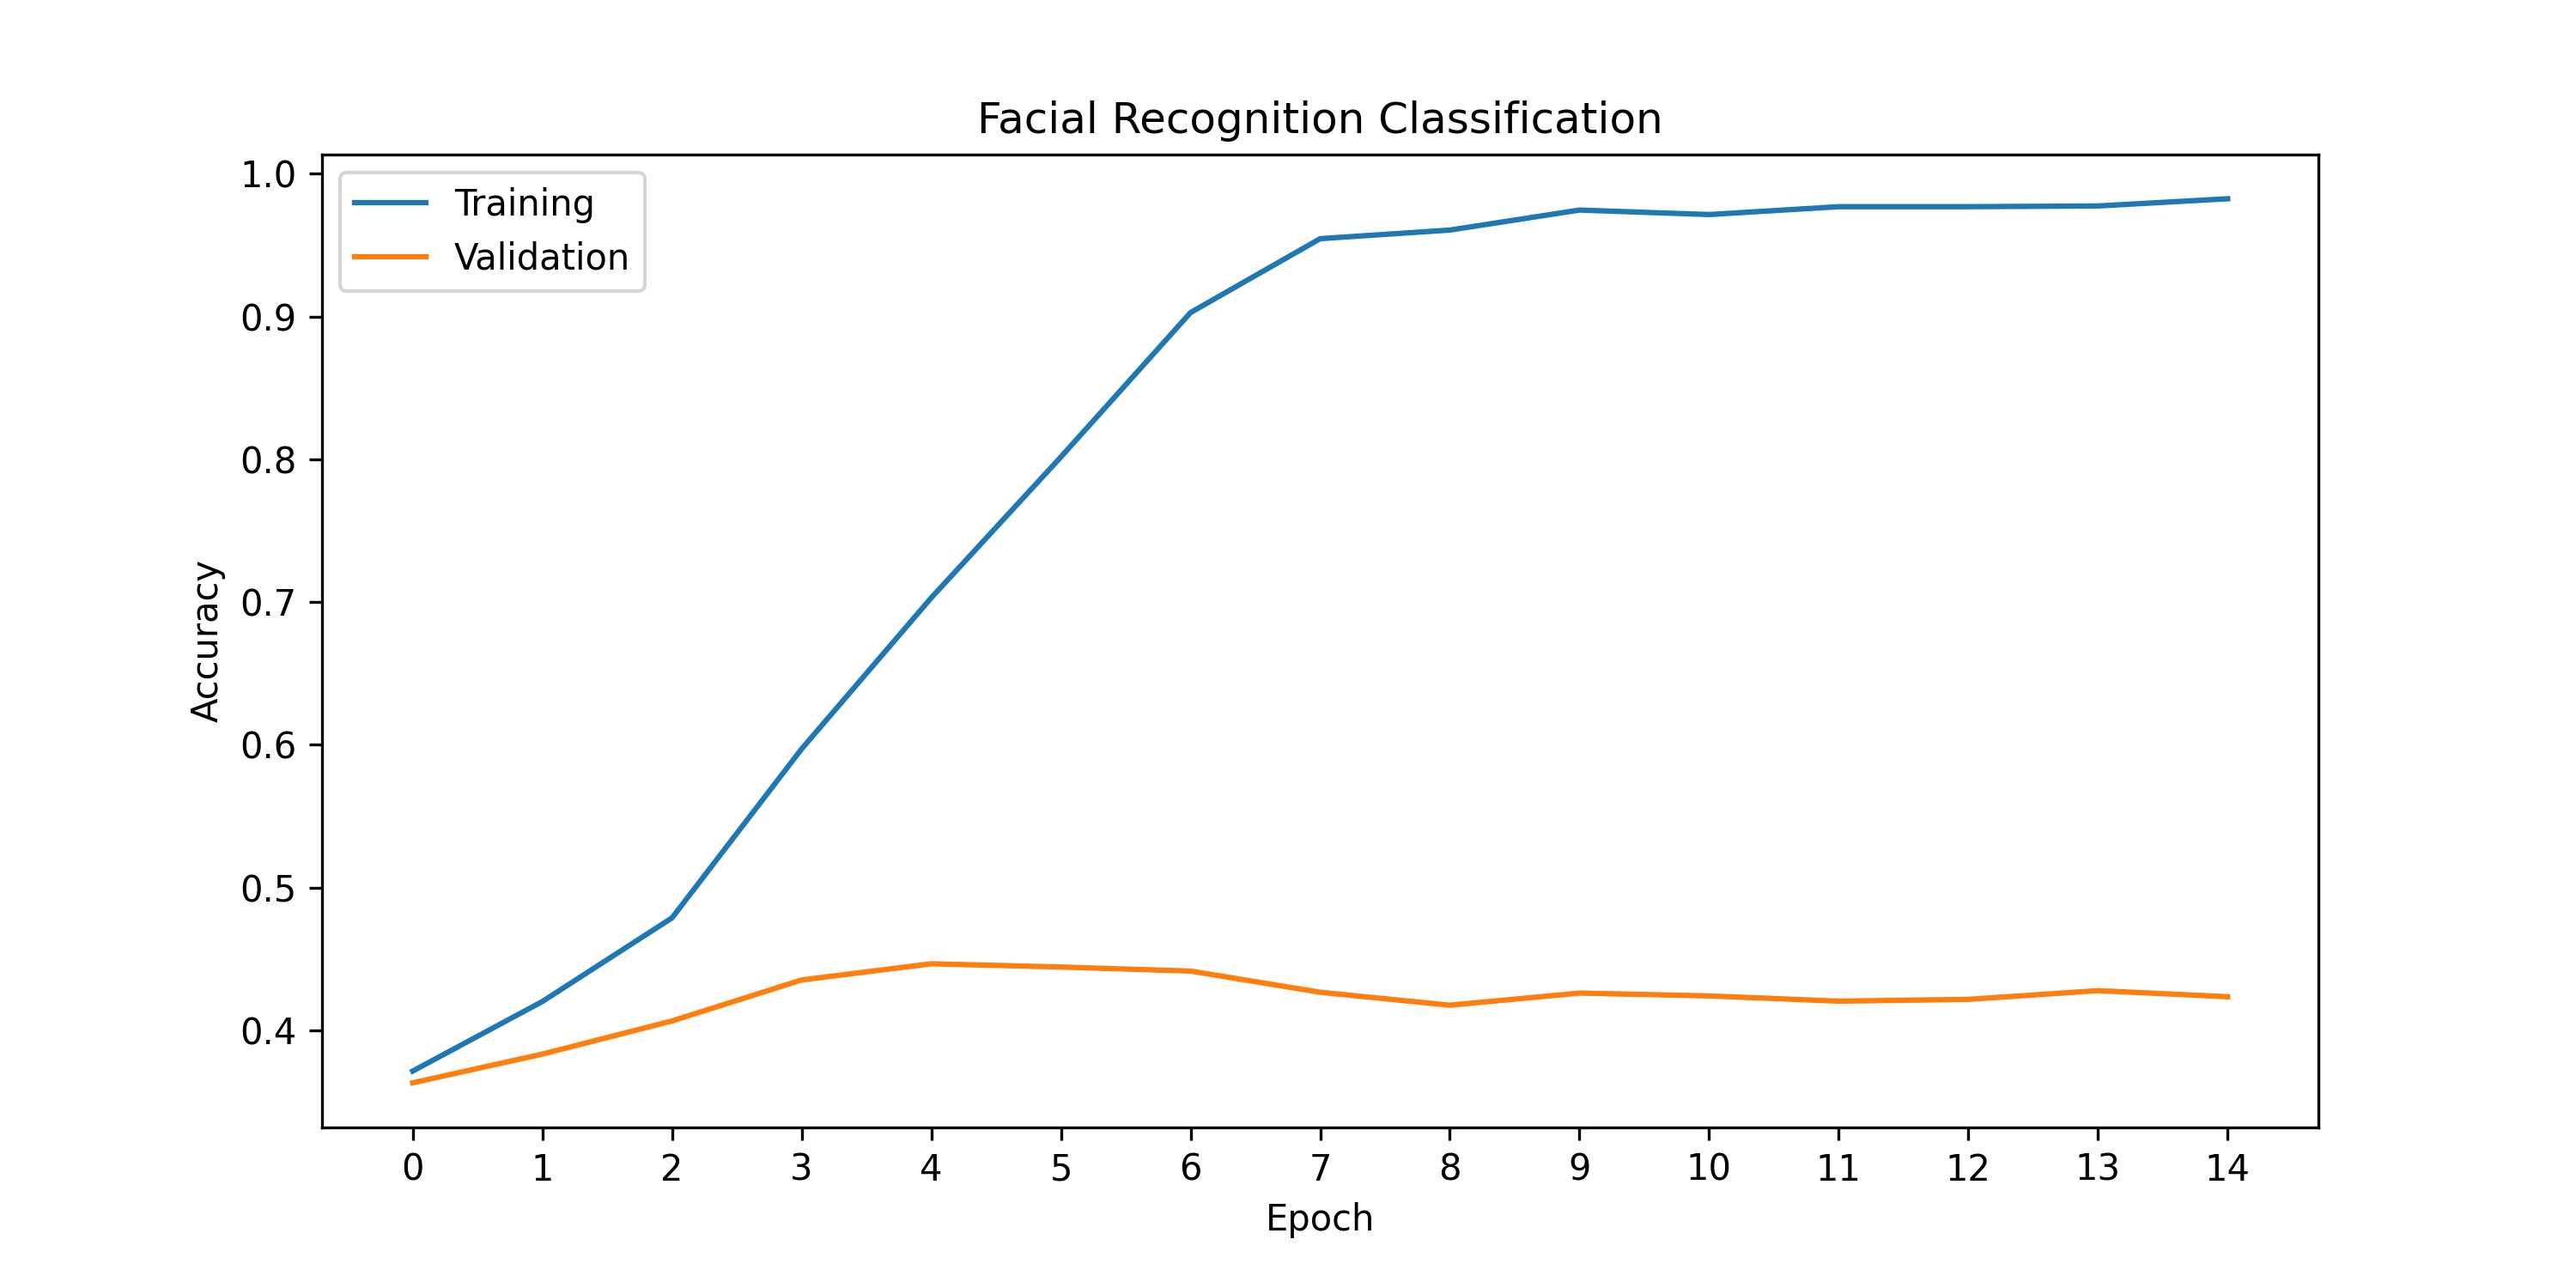 Facial Recognition Classification
Training
Validation
1.0
0.9
0.8
0.7
0.6
0.5
0.4
Accuracy
0 1 2 3 4 5 6 7 8 9 10 11 12 13 14
Epoch